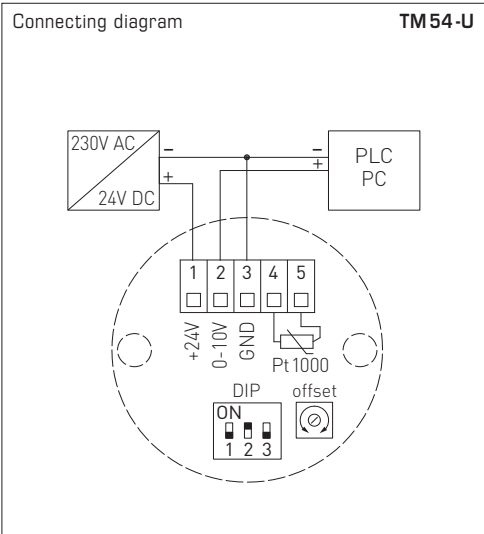 Connecting diagram TM54-U
230V AC
24V DC
–
+
–
+
PLC
PC
1 2 3 4 5
+24V
0-10V
GND
Pt1000
DIP
offset
ON
1 2 3